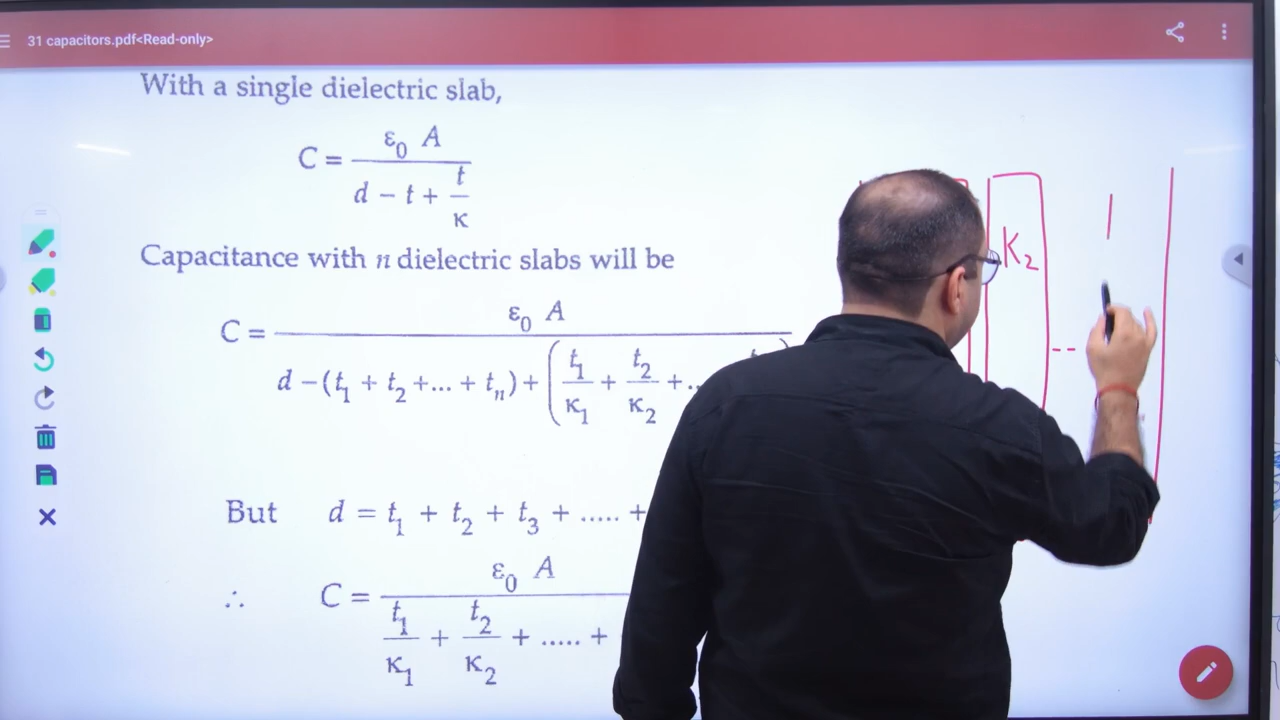 31 capacitors.pdf<Read-only>
With a single dielectric slab,
C = ε₀ A / (d − t + t/κ)
Capacitance with n dielectric slabs will be
C = ε₀ A / (d − (t₁ + t₂ + ... + tₙ) + (t₁/κ₁ + t₂/κ₂ + ..
But d = t₁ + t₂ + t₃ + ..... +
∴ C = ε₀ A / (t₁/κ₁ + t₂/κ₂ + ..... +
K₂